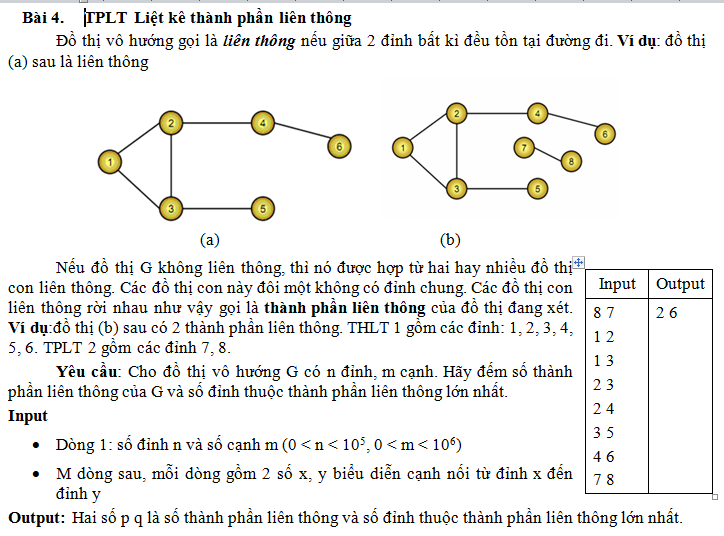 Bài 4. TPLT Liệt kê thành phần liên thông
Đồ thị vô hướng gọi là liên thông nếu giữa 2 đỉnh bất kì đều tồn tại đường đi. Ví dụ: đồ thị
(a) sau là liên thông
1 2 3 4 5 6
1 2 3 4 5 6 7 8
(a) (b)
Nếu đồ thị G không liên thông, thì nó được hợp từ hai hay nhiều đồ thị
con liên thông. Các đồ thị con này đôi một không có đỉnh chung. Các đồ thị con
liên thông rời nhau như vậy gọi là thành phần liên thông của đồ thị đang xét.
Ví dụ:đồ thị (b) sau có 2 thành phần liên thông. THLT 1 gồm các đỉnh: 1, 2, 3, 4,
5, 6. TPLT 2 gồm các đỉnh 7, 8.
Yêu cầu: Cho đồ thị vô hướng G có n đỉnh, m cạnh. Hãy đếm số thành
phần liên thông của G và số đỉnh thuộc thành phần liên thông lớn nhất.
Input
• Dòng 1: số đỉnh n và số cạnh m (0 < n < 10⁵, 0 < m < 10⁶)
• M dòng sau, mỗi dòng gồm 2 số x, y biểu diễn cạnh nối từ đỉnh x đến
đỉnh y
Input Output
8 7 2 6
1 2
1 3
2 3
2 4
3 5
4 6
7 8
Output: Hai số p q là số thành phần liên thông và số đỉnh thuộc thành phần liên thông lớn nhất.